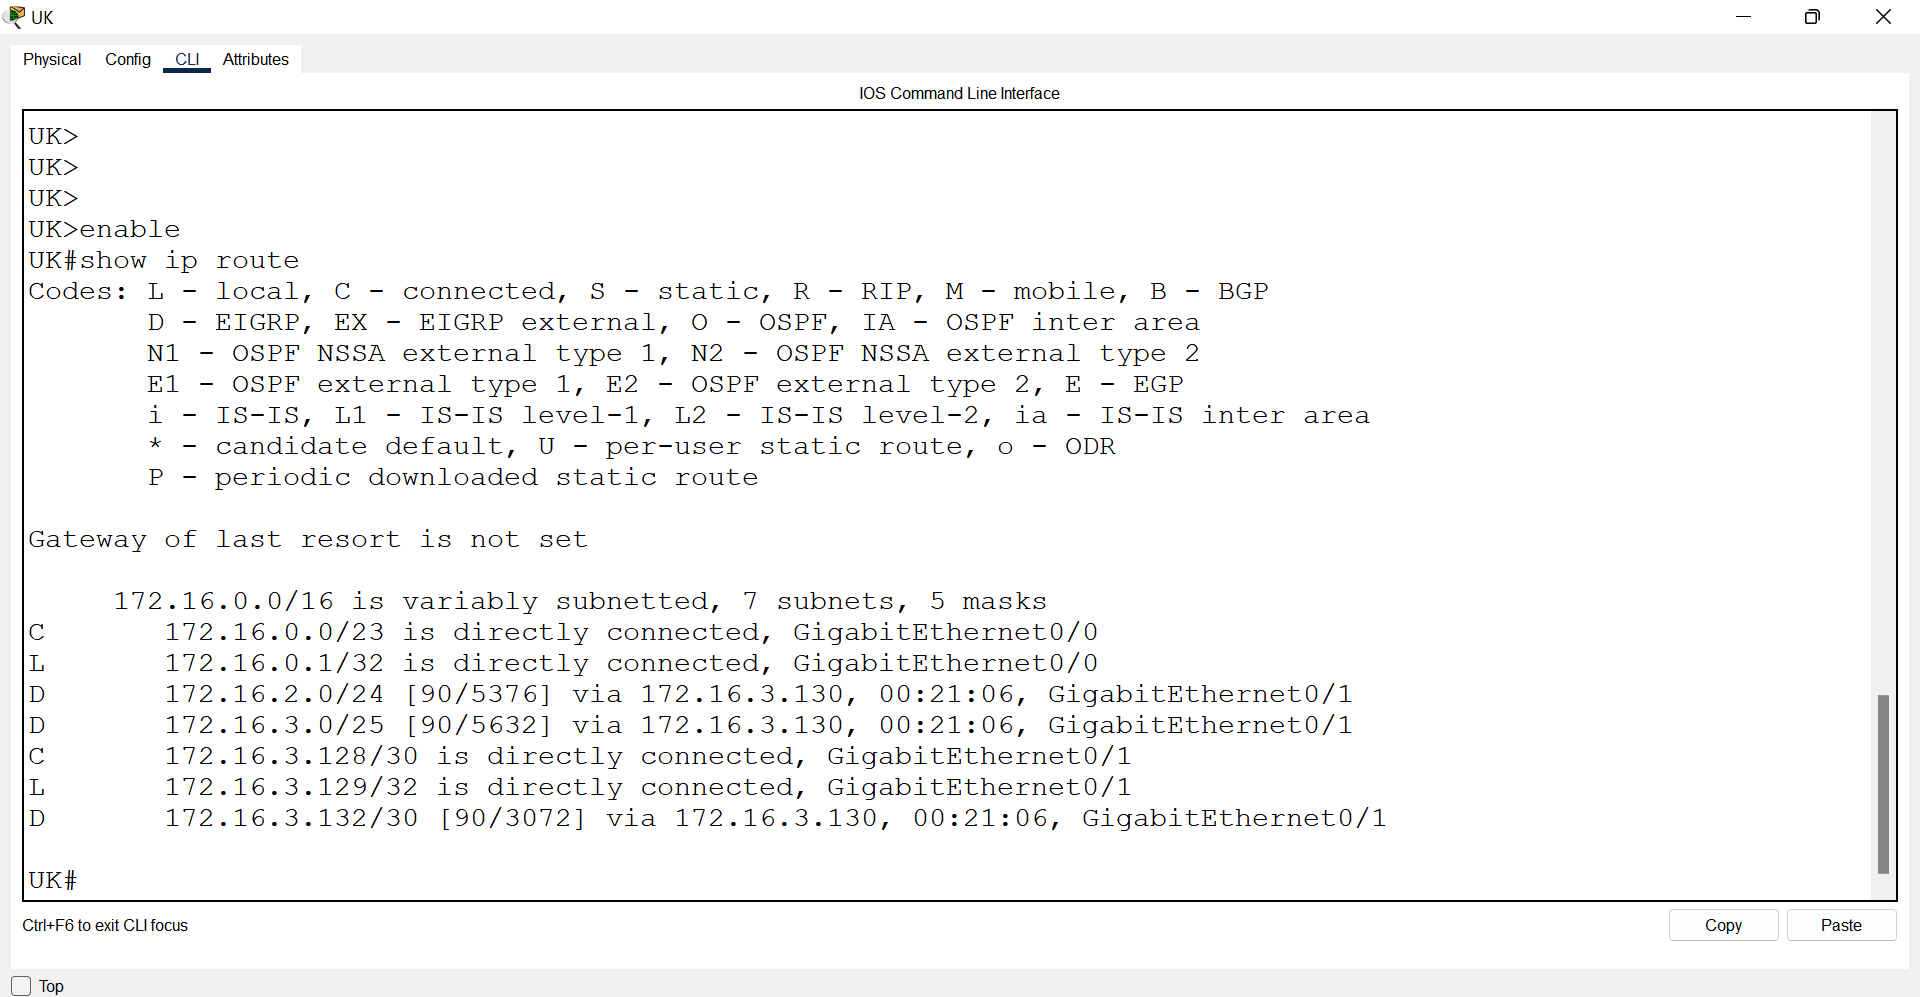 UK
Physical Config CLI Attributes
IOS Command Line Interface
UK>
UK>
UK>
UK>enable
UK#show ip route
Codes: L - local, C - connected, S - static, R - RIP, M - mobile, B - BGP
D - EIGRP, EX - EIGRP external, O - OSPF, IA - OSPF inter area
N1 - OSPF NSSA external type 1, N2 - OSPF NSSA external type 2
E1 - OSPF external type 1, E2 - OSPF external type 2, E - EGP
i - IS-IS, L1 - IS-IS level-1, L2 - IS-IS level-2, ia - IS-IS inter area
* - candidate default, U - per-user static route, o - ODR
P - periodic downloaded static route
Gateway of last resort is not set
172.16.0.0/16 is variably subnetted, 7 subnets, 5 masks
C 172.16.0.0/23 is directly connected, GigabitEthernet0/0
L 172.16.0.1/32 is directly connected, GigabitEthernet0/0
D 172.16.2.0/24 [90/5376] via 172.16.3.130, 00:21:06, GigabitEthernet0/1
D 172.16.3.0/25 [90/5632] via 172.16.3.130, 00:21:06, GigabitEthernet0/1
C 172.16.3.128/30 is directly connected, GigabitEthernet0/1
L 172.16.3.129/32 is directly connected, GigabitEthernet0/1
D 172.16.3.132/30 [90/3072] via 172.16.3.130, 00:21:06, GigabitEthernet0/1
UK#
Ctrl+F6 to exit CLI focus
Copy Paste
Top